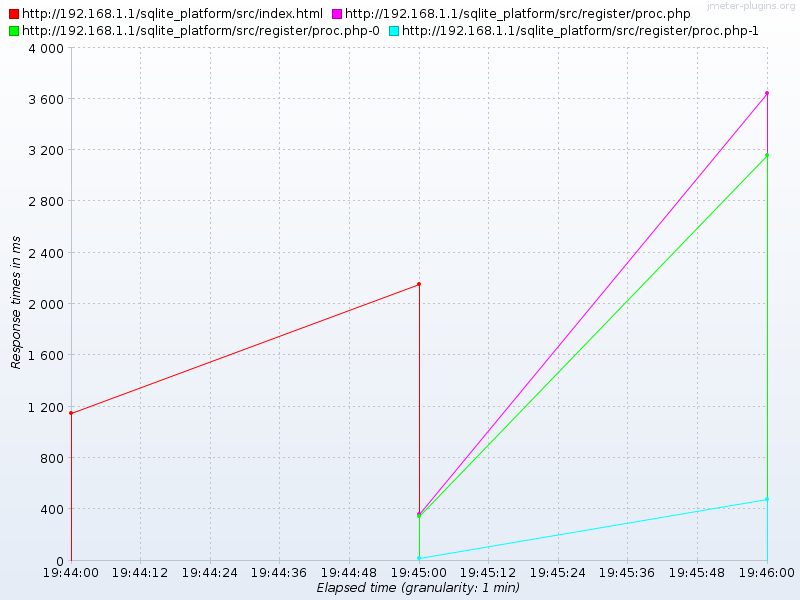 jmeter-plugins.org
http://192.168.1.1/sqlite_platform/src/index.html http://192.168.1.1/sqlite_platform/src/register/proc.php
http://192.168.1.1/sqlite_platform/src/register/proc.php-0 http://192.168.1.1/sqlite_platform/src/register/proc.php-1
4 000
3 600
3 200
2 800
2 400
2 000
1 600
1 200
800
400
0
Response times in ms
19:44:00 19:44:12 19:44:24 19:44:36 19:44:48 19:45:00 19:45:12 19:45:24 19:45:36 19:45:48 19:46:00
Elapsed time (granularity: 1 min)